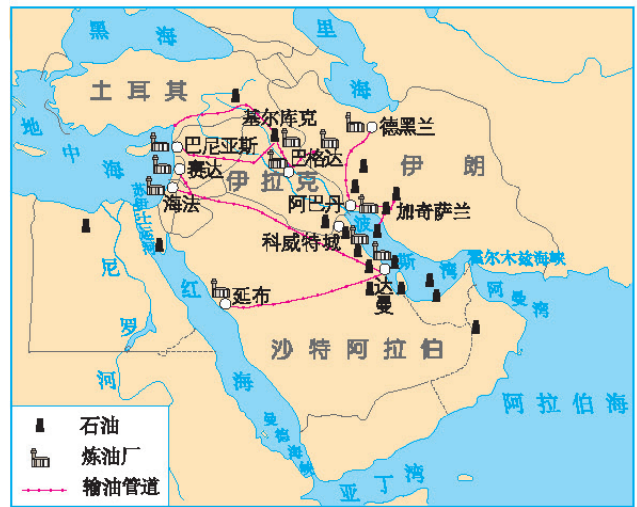 黑海
里海
土耳其
地中海
基尔库克
德黑兰
巴尼亚斯
巴格达
伊朗
赛达
伊拉克
海法
阿巴丹
加奇萨兰
苏伊士运河
科威特城
波斯湾
霍尔木兹海峡
达曼
阿曼湾
尼罗河
红海
延布
沙特阿拉伯
阿拉伯海
曼德海峡
亚丁湾
石油
炼油厂
输油管道